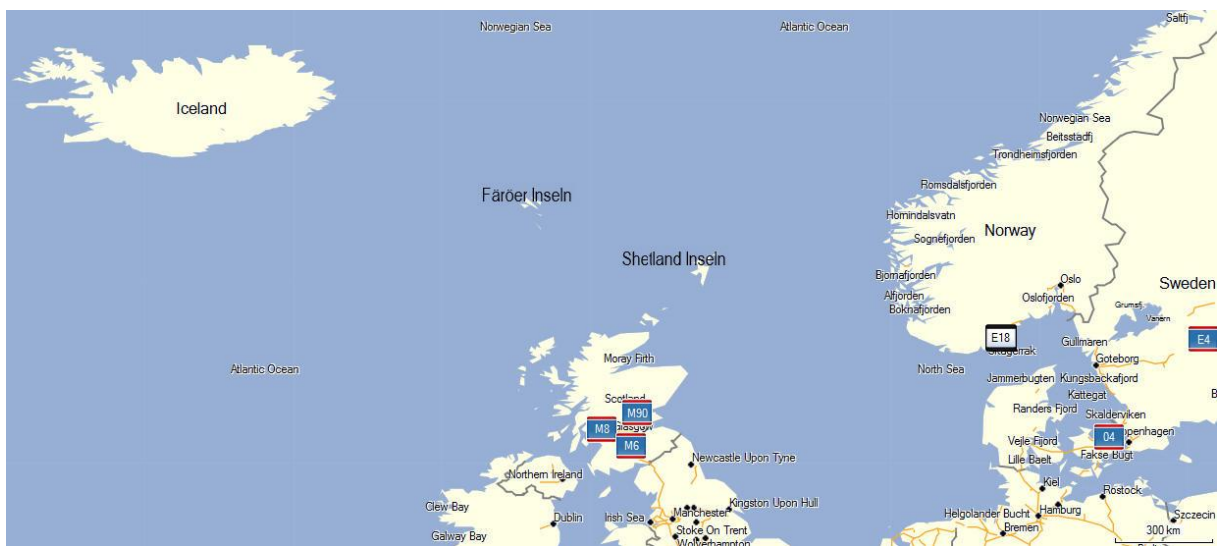 Norwegian Sea
Atlantic Ocean
Saltfj
Iceland
Norwegian Sea
Beitsstadfj
Trondheimsfjorden
Romsdalsfjorden
Färöer Inseln
Hornindalsvatn
Norway
Sognefjorden
Shetland Inseln
Bjornafjorden
Oslo
Sweden
Alfjorden
Oslofjorden
Boknafjorden
Grumsfj
Vanern
E18
E4
Skagerrak
Gullmaren
Moray Firth
Goteborg
Atlantic Ocean
North Sea
Jammerbugten
Kungsbackafjord
Kattegat
Scotland
Randers Fjord
Skalderviken
M90
M8
Glasgow
04
openhagen
M6
Vejle Fjord
Lille Baelt
Fakse Bugt
Newcastle Upon Tyne
Northern Ireland
Kiel
Rostock
Clew Bay
Kingston Upon Hull
Irish Sea
Manchester
Dublin
Helgolander Bucht
Hamburg
Szczecin
Galway Bay
Stoke On Trent
Bremen
300 km
Wolverhampton